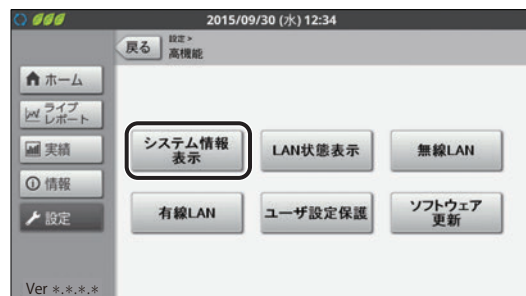 2015/09/30 (水) 12:34
戻る
設定 >
高機能
ホーム
ライブ
レポート
実績
情報
設定
システム情報
表示
LAN状態表示
無線LAN
有線LAN
ユーザ設定保護
ソフトウェア
更新
Ver *.*.*.*